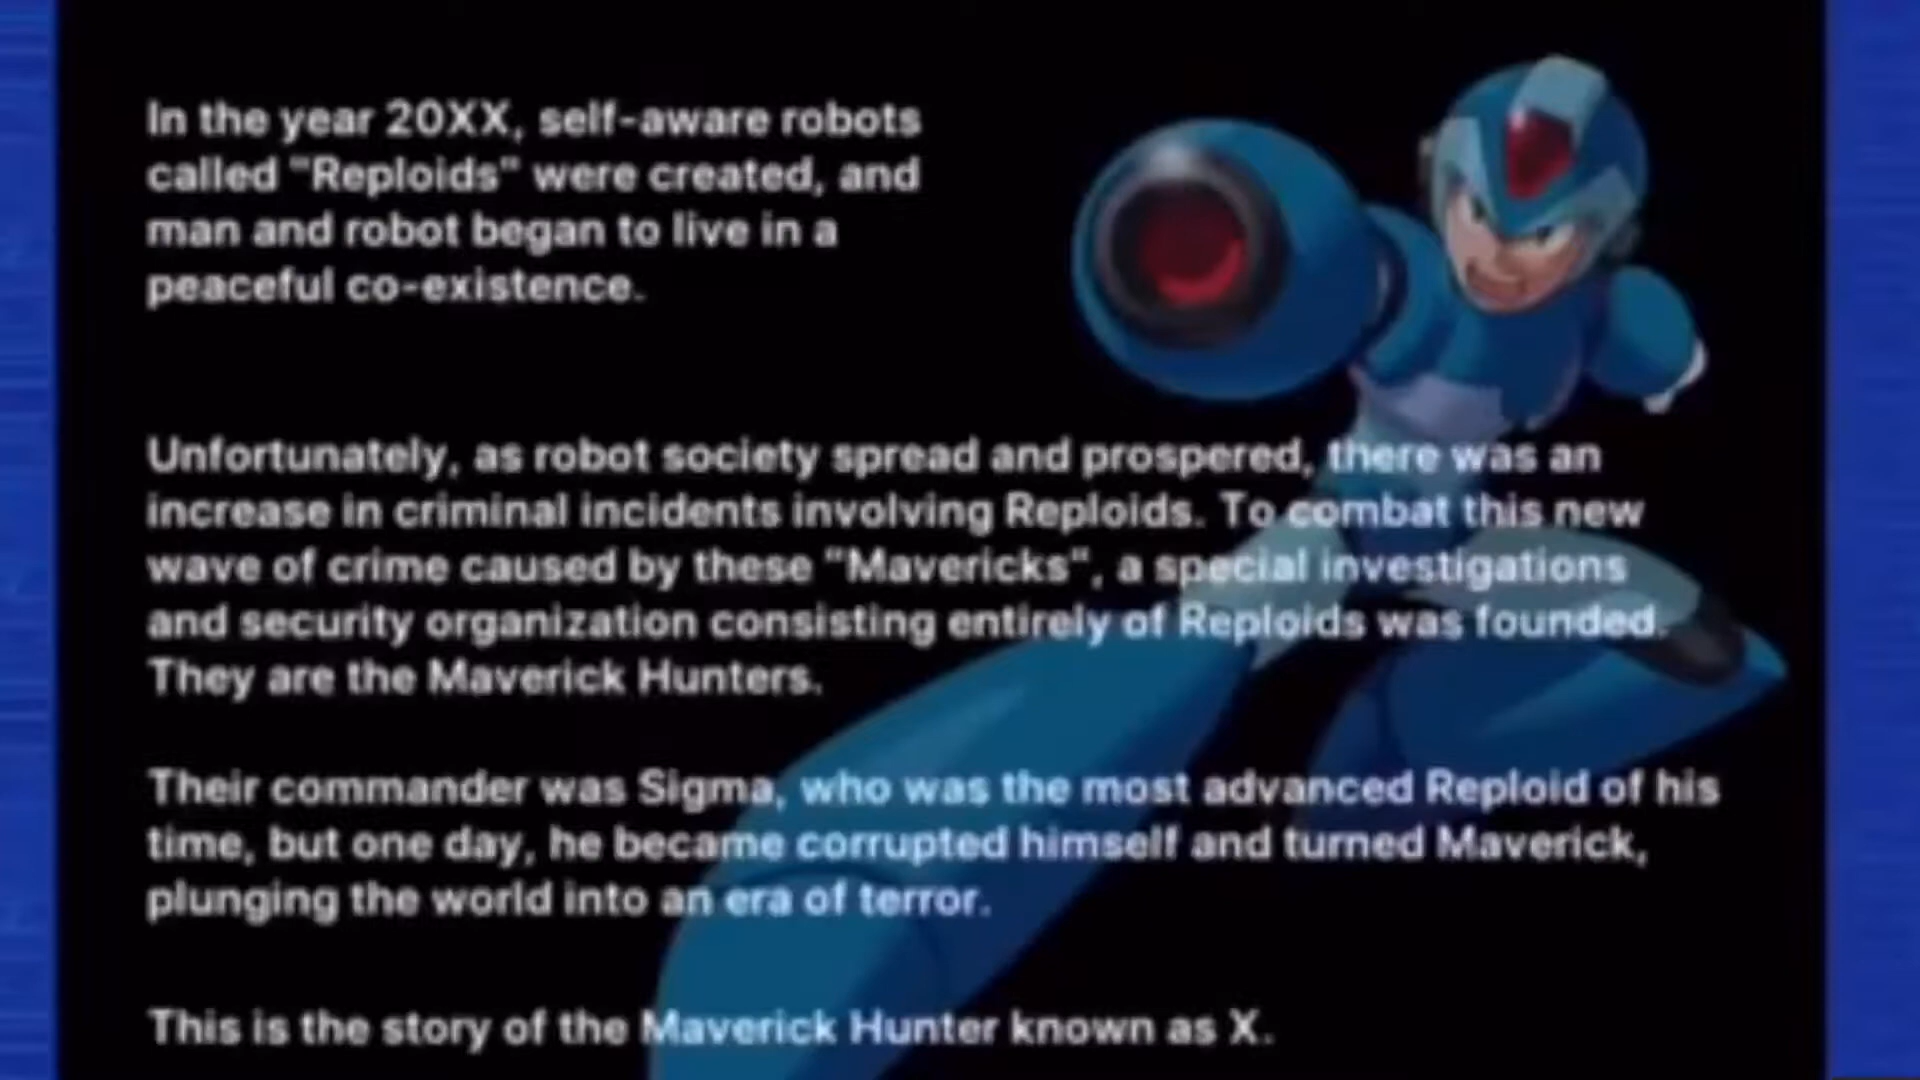 In the year 20XX, self-aware robots
called "Reploids" were created, and
man and robot began to live in a
peaceful co-existence.
Unfortunately, as robot society spread and prospered, there was an
increase in criminal incidents involving Reploids. To combat this new
wave of crime caused by these "Mavericks", a special investigations
and security organization consisting entirely of Reploids was founded.
They are the Maverick Hunters.
Their commander was Sigma, who was the most advanced Reploid of his
time, but one day, he became corrupted himself and turned Maverick,
plunging the world into an era of terror.
This is the story of the Maverick Hunter known as X.